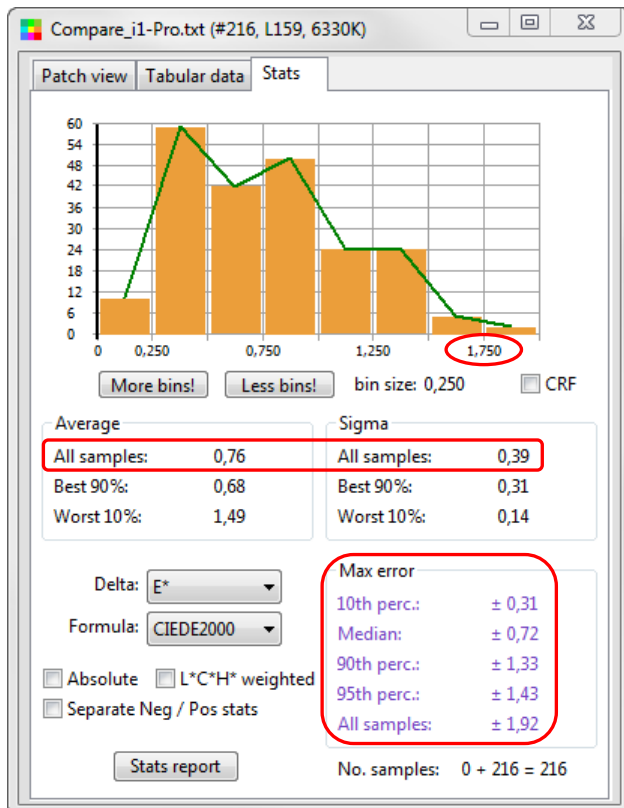 Compare_i1-Pro.txt (#216, L159, 6330K)
Patch view Tabular data Stats
60
54
48
42
36
30
24
18
12
6
0
0 0,250 0,750 1,250 1,750
More bins! Less bins! bin size: 0,250 CRF
Average
All samples: 0,76
Best 90%: 0,68
Worst 10%: 1,49
Sigma
All samples: 0,39
Best 90%: 0,31
Worst 10%: 0,14
Delta: E*
Formula: CIEDE2000
Absolute L*C*H* weighted
Separate Neg / Pos stats
Stats report
Max error
10th perc.: ± 0,31
Median: ± 0,72
90th perc.: ± 1,33
95th perc.: ± 1,43
All samples: ± 1,92
No. samples: 0 + 216 = 216